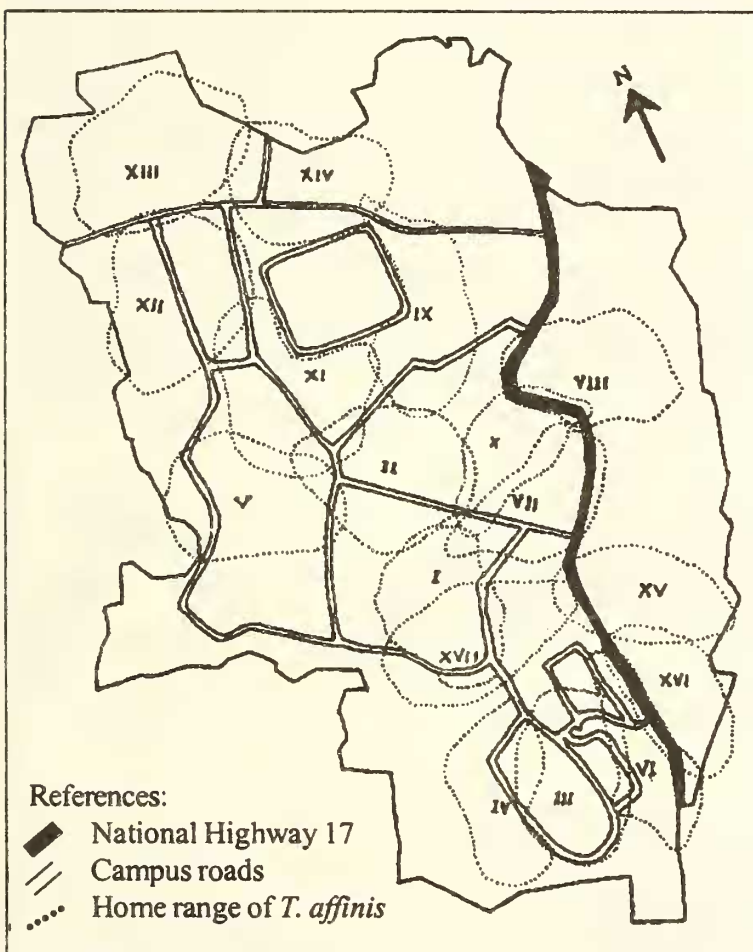 N
XIII
XIV
XII
IX
XI
VIII
X
II
V
VII
I
XV
XVII
XVI
VI
IV
III
References:
National Highway 17
Campus roads
Home range of T. affinis